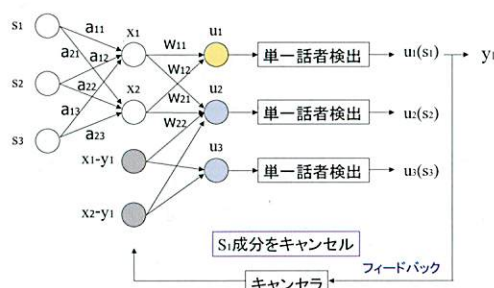 s1 a11 x1 w11 u1 単一話者検出 u1(s1) y1
a21 a12 w12
s2 a22 x2 w21 u2 単一話者検出 u2(s2)
a13 w22
s3 a23 x1-y1 u3 単一話者検出 u3(s3)
x2-y1
S1成分をキャンセル
フィードバック
キャンセラ